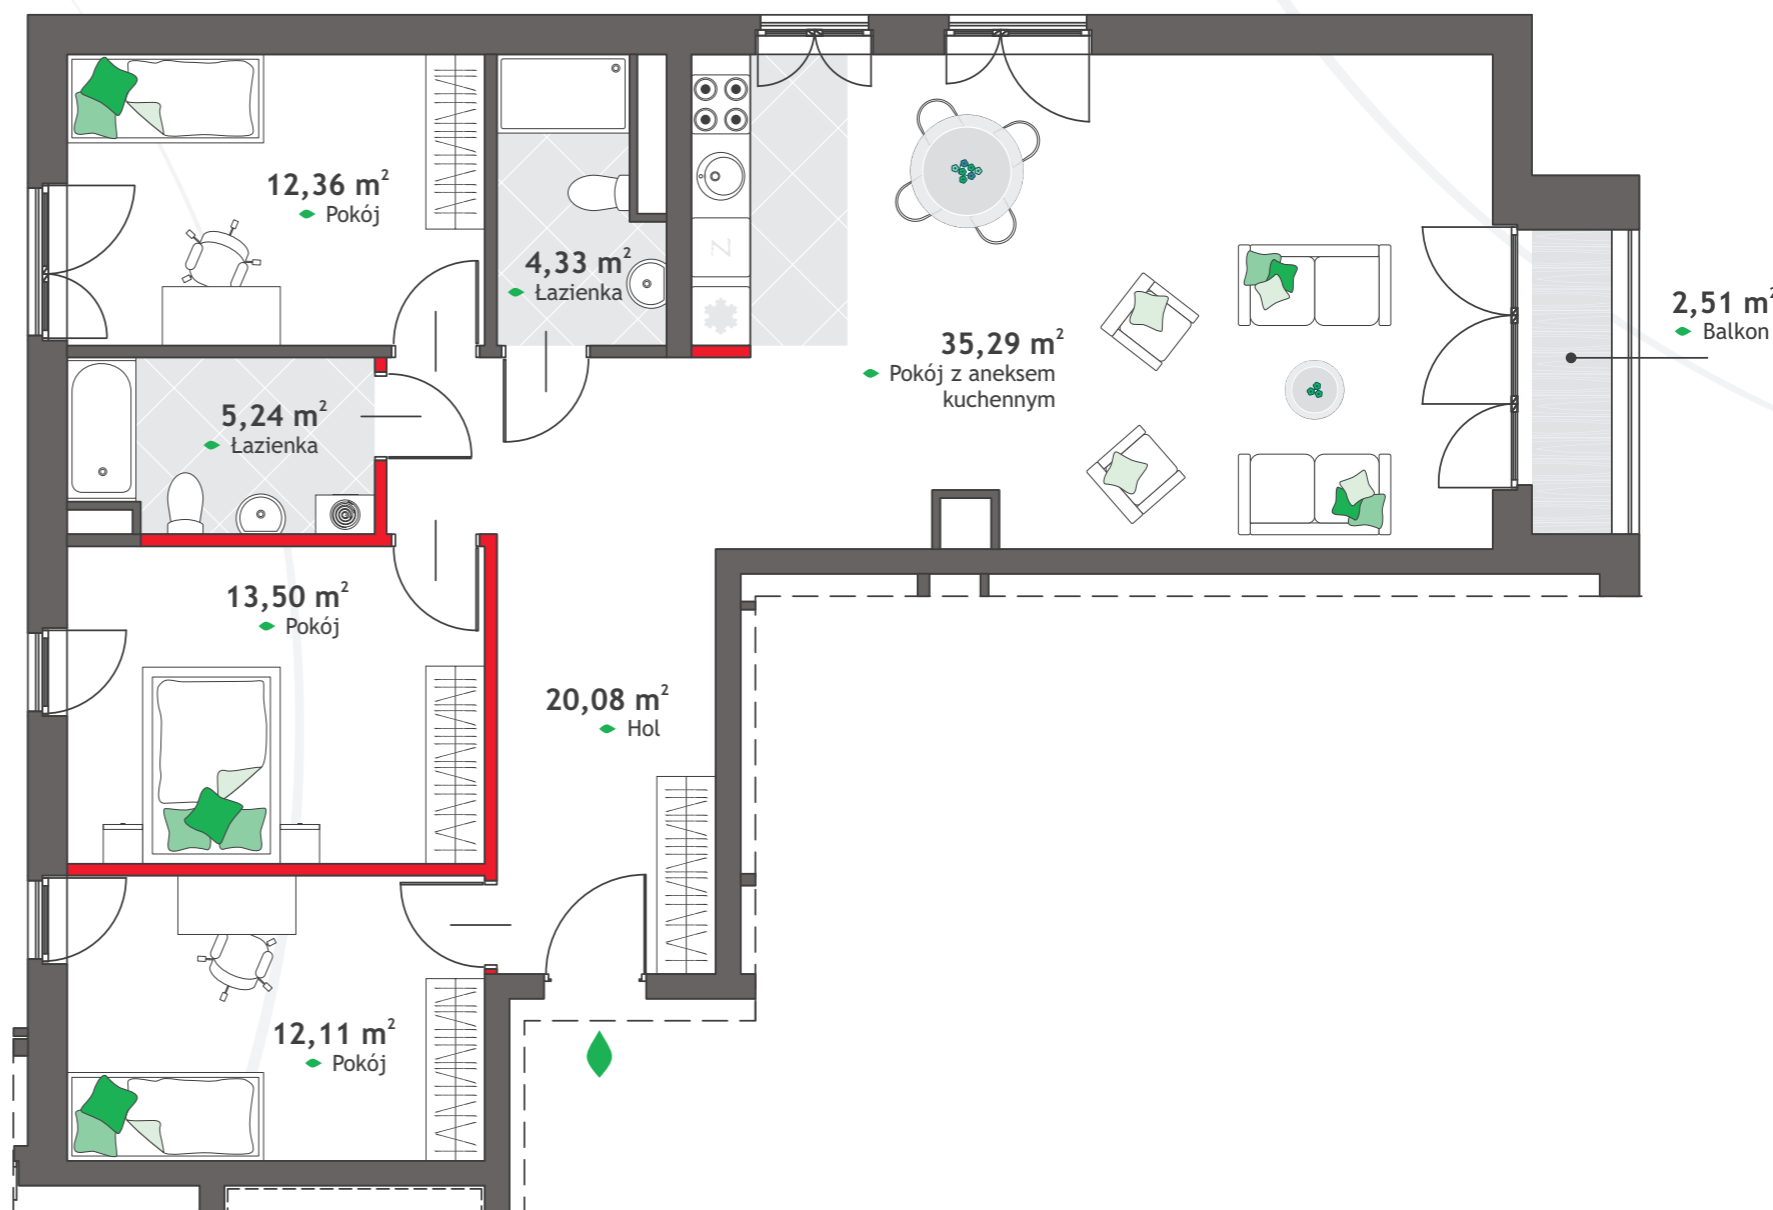 12,36 m²
Pokój
4,33 m²
Łazienka
Z
35,29 m²
Pokój z aneksem
kuchennym
2,51 m²
Balkon
5,24 m²
Łazienka
13,50 m²
Pokój
20,08 m²
Hol
12,11 m²
Pokój